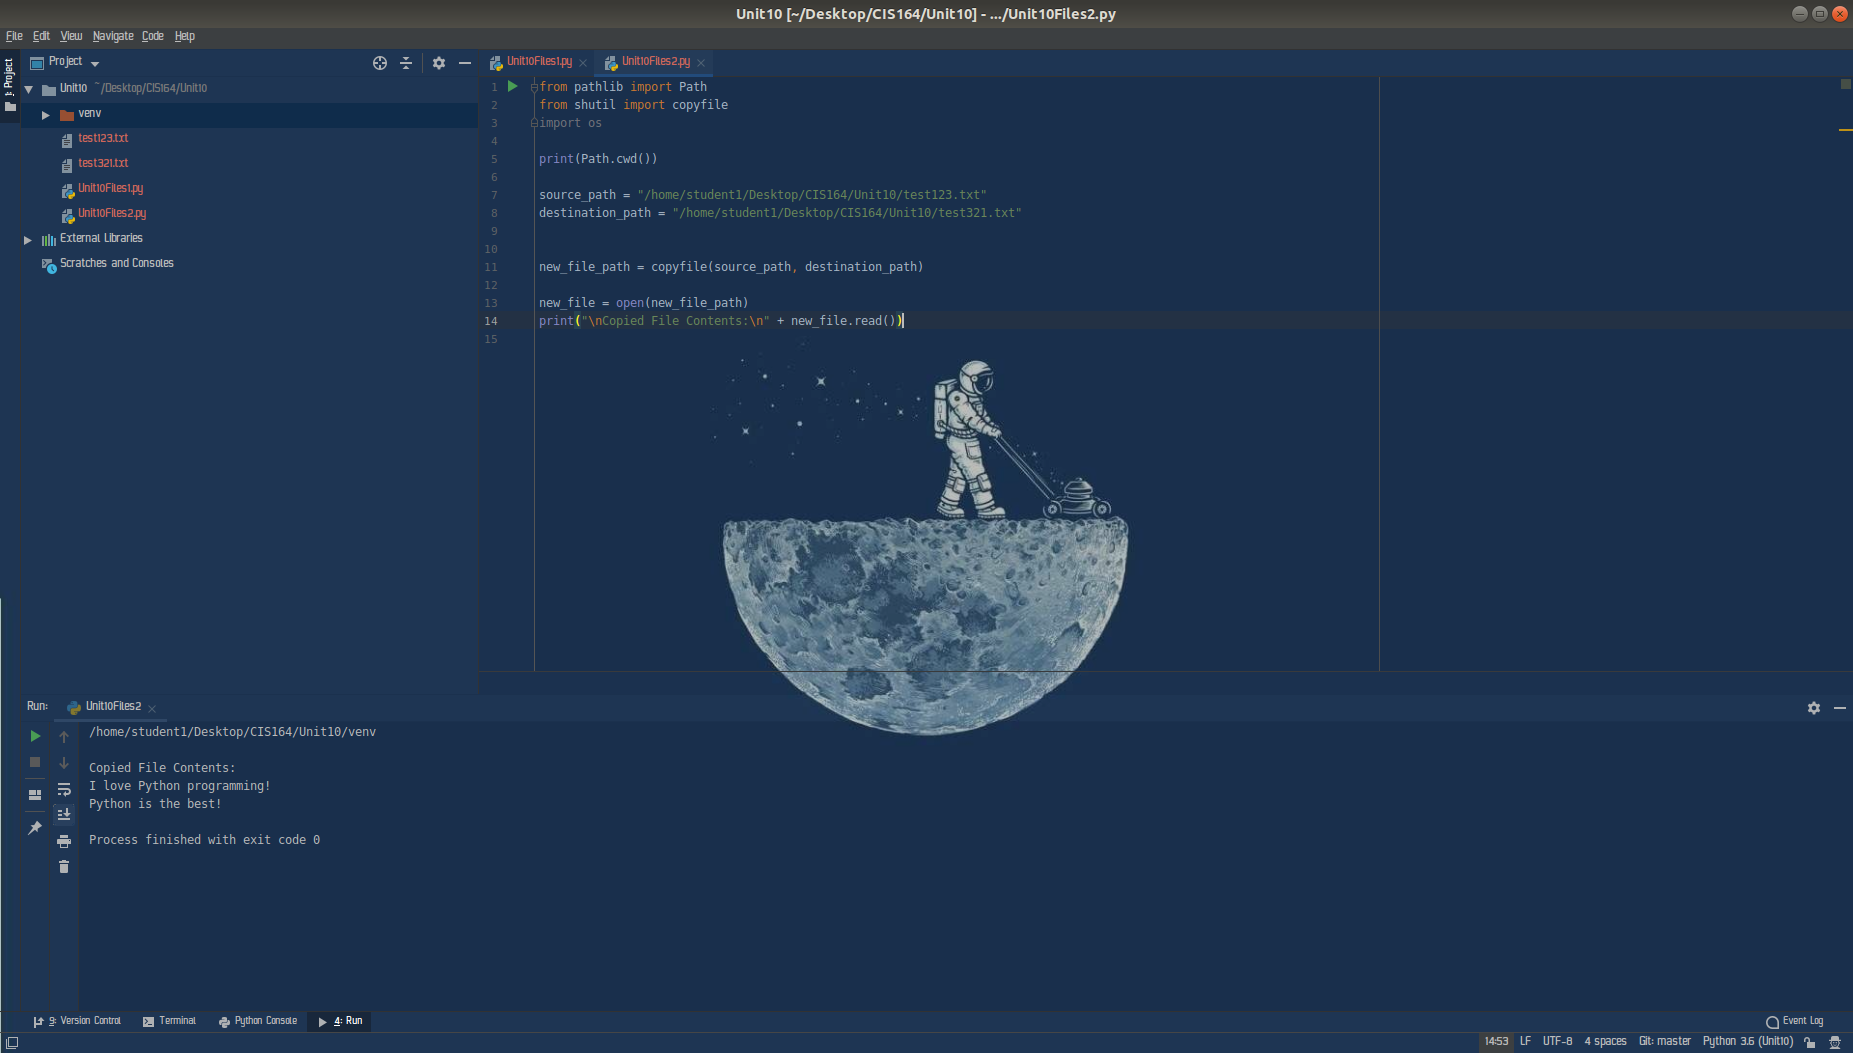 Unit10 [~/Desktop/CIS164/Unit10] - .../Unit10Files2.py
File Edit View Navigate Code Help
1: Project
Project
Unit10 ~/Desktop/CIS164/Unit10
venv
test123.txt
test321.txt
Unit10Files1.py
Unit10Files2.py
External Libraries
Scratches and Consoles
Unit10Files1.py
Unit10Files2.py
1 from pathlib import Path
2 from shutil import copyfile
3 import os
4
5 print(Path.cwd())
6
7 source_path = "/home/student1/Desktop/CIS164/Unit10/test123.txt"
8 destination_path = "/home/student1/Desktop/CIS164/Unit10/test321.txt"
9
10
11 new_file_path = copyfile(source_path, destination_path)
12
13 new_file = open(new_file_path)
14 print("\nCopied File Contents:\n" + new_file.read())
15
Run: Unit10Files2
/home/student1/Desktop/CIS164/Unit10/venv
Copied File Contents:
I love Python programming!
Python is the best!
Process finished with exit code 0
9: Version Control Terminal Python Console 4: Run Event Log
14:53 LF UTF-8 4 spaces Git: master Python 3.6 (Unit10)